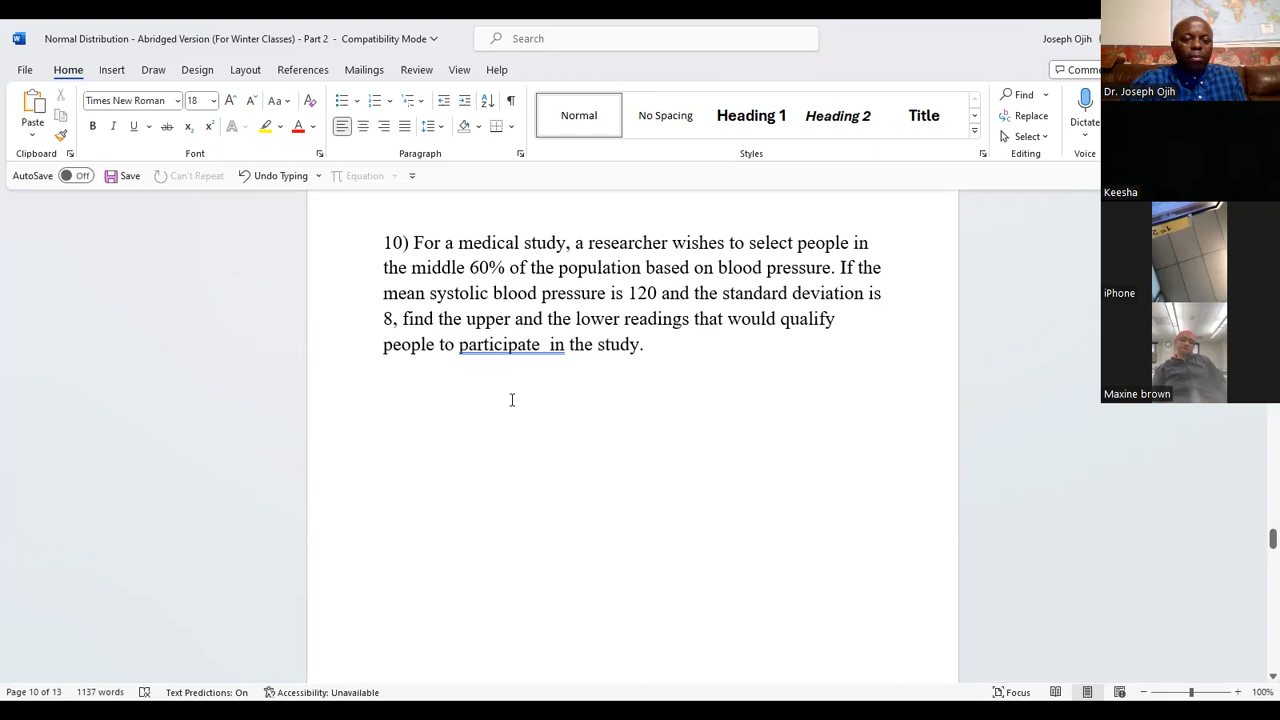 Normal Distribution - Abridged Version (For Winter Classes) - Part 2 - Compatibility Mode
Search
Joseph Ojih
File Home Insert Draw Design Layout References Mailings Review View Help
Comme
Paste
Clipboard
Times New Roman 18
Font
Paragraph
Normal
No Spacing
Heading 1
Heading 2
Title
Styles
Find
Replace
Select
Editing
Dictate
Voice
AutoSave Off Save Can't Repeat Undo Typing Equation
10) For a medical study, a researcher wishes to select people in
the middle 60% of the population based on blood pressure. If the
mean systolic blood pressure is 120 and the standard deviation is
8, find the upper and the lower readings that would qualify
people to participate in the study.
Dr. Joseph Ojih
Keesha
iPhone
Maxine brown
Page 10 of 13 1137 words Text Predictions: On Accessibility: Unavailable Focus 100%